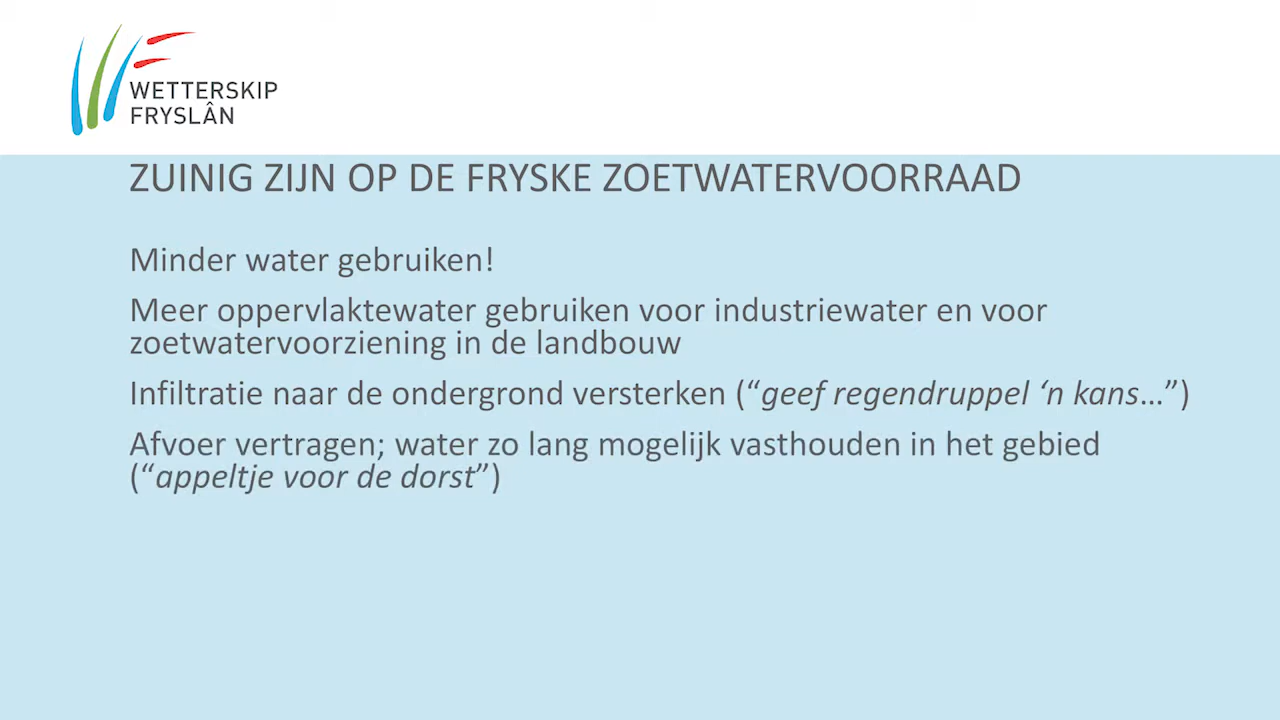 WETTERSKIP
FRYSLÂN
ZUINIG ZIJN OP DE FRYSKE ZOETWATERVOORRAAD
Minder water gebruiken!
Meer oppervlaktewater gebruiken voor industriewater en voor
zoetwatervoorziening in de landbouw
Infiltratie naar de ondergrond versterken (“geef regendruppel ‘n kans…”)
Afvoer vertragen; water zo lang mogelijk vasthouden in het gebied
(“appeltje voor de dorst”)